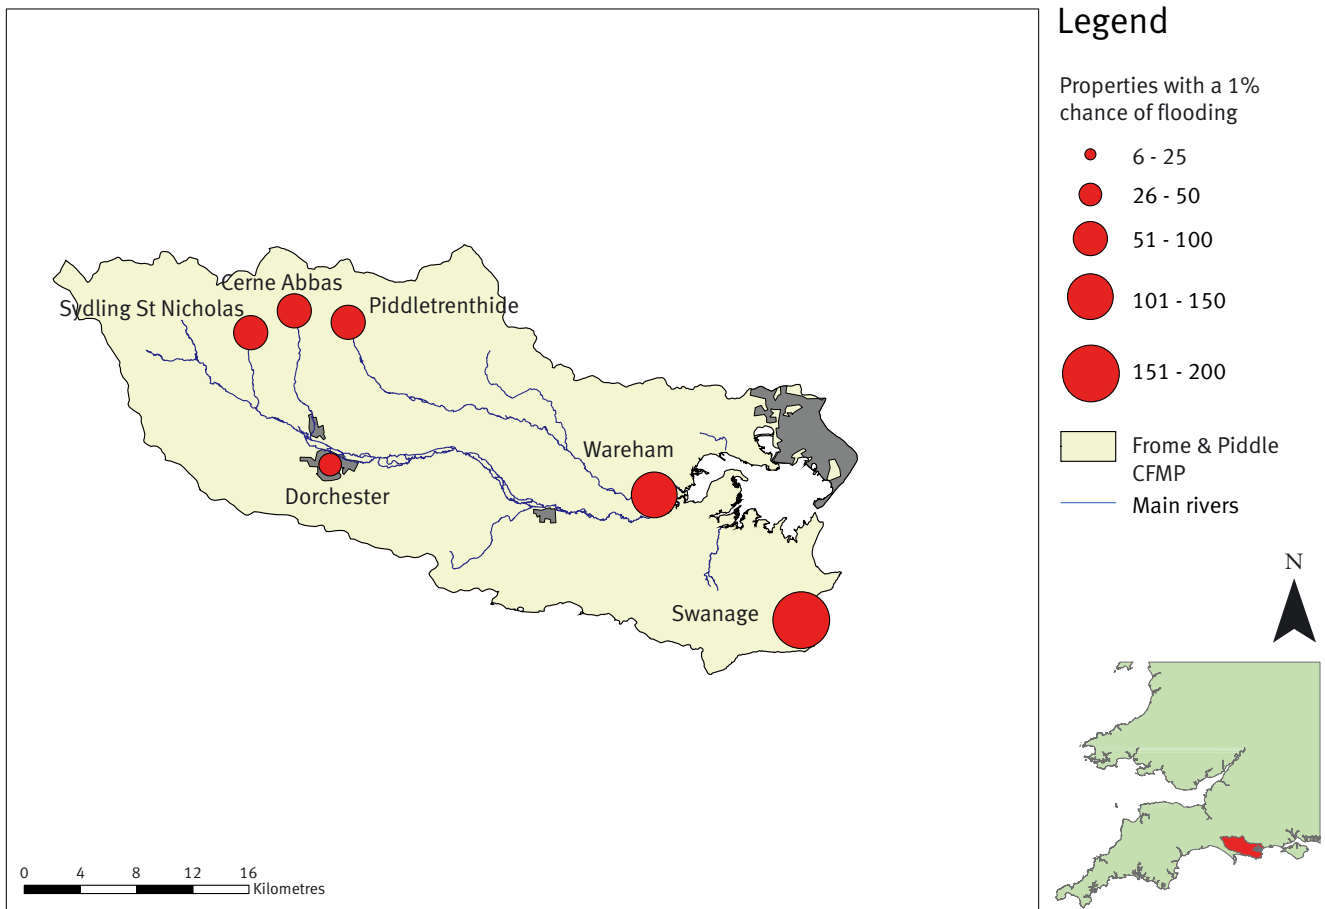 Legend
Properties with a 1%
chance of flooding
6 - 25
26 - 50
51 - 100
101 - 150
151 - 200
Frome & Piddle
CFMP
Main rivers
N
Cerne Abbas
Sydling St Nicholas
Piddletrenthide
Wareham
Dorchester
Swanage
0 4 8 12 16
Kilometres